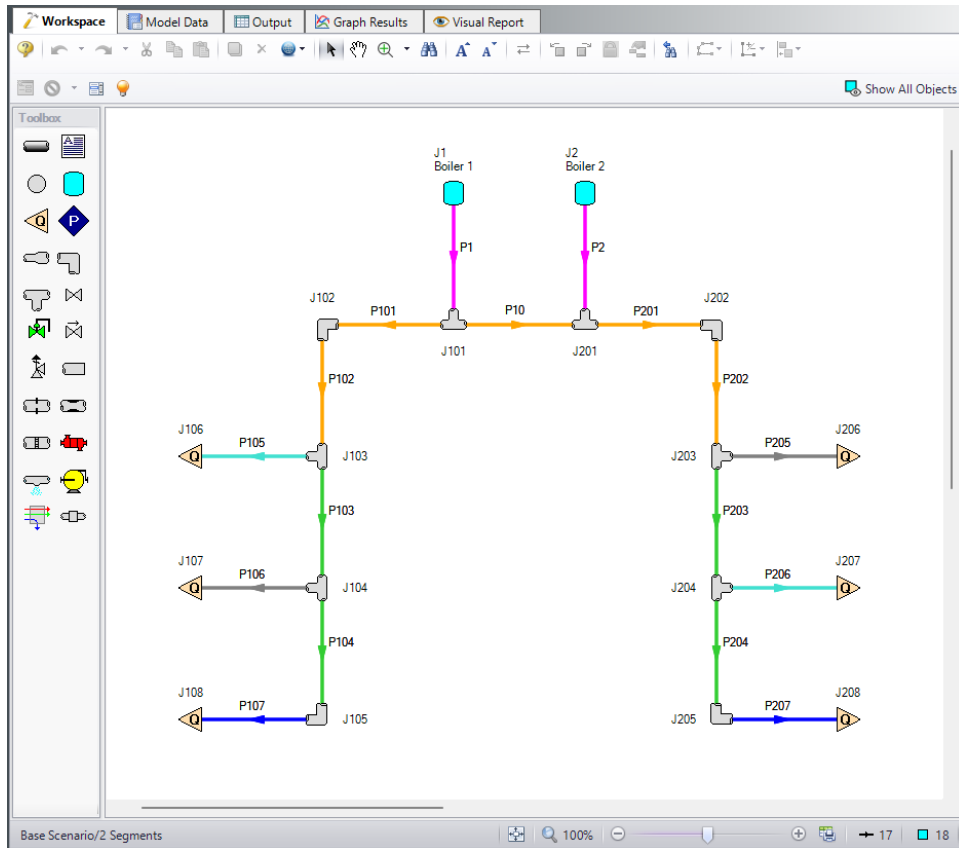 Workspace
Model Data
Output
Graph Results
Visual Report
A A
Show All Objects
Toolbox
A
Q
P
J1
Boiler 1
J2
Boiler 2
P1
P2
J102
P101
P10
P201
J202
J101
J201
P102
P202
J106
P105
Q
J103
J203
P205
J206
Q
P103
P203
J107
P106
Q
J104
J204
P206
J207
Q
P104
P204
J108
P107
Q
J105
J205
P207
J208
Q
Base Scenario/2 Segments
100%
17
18